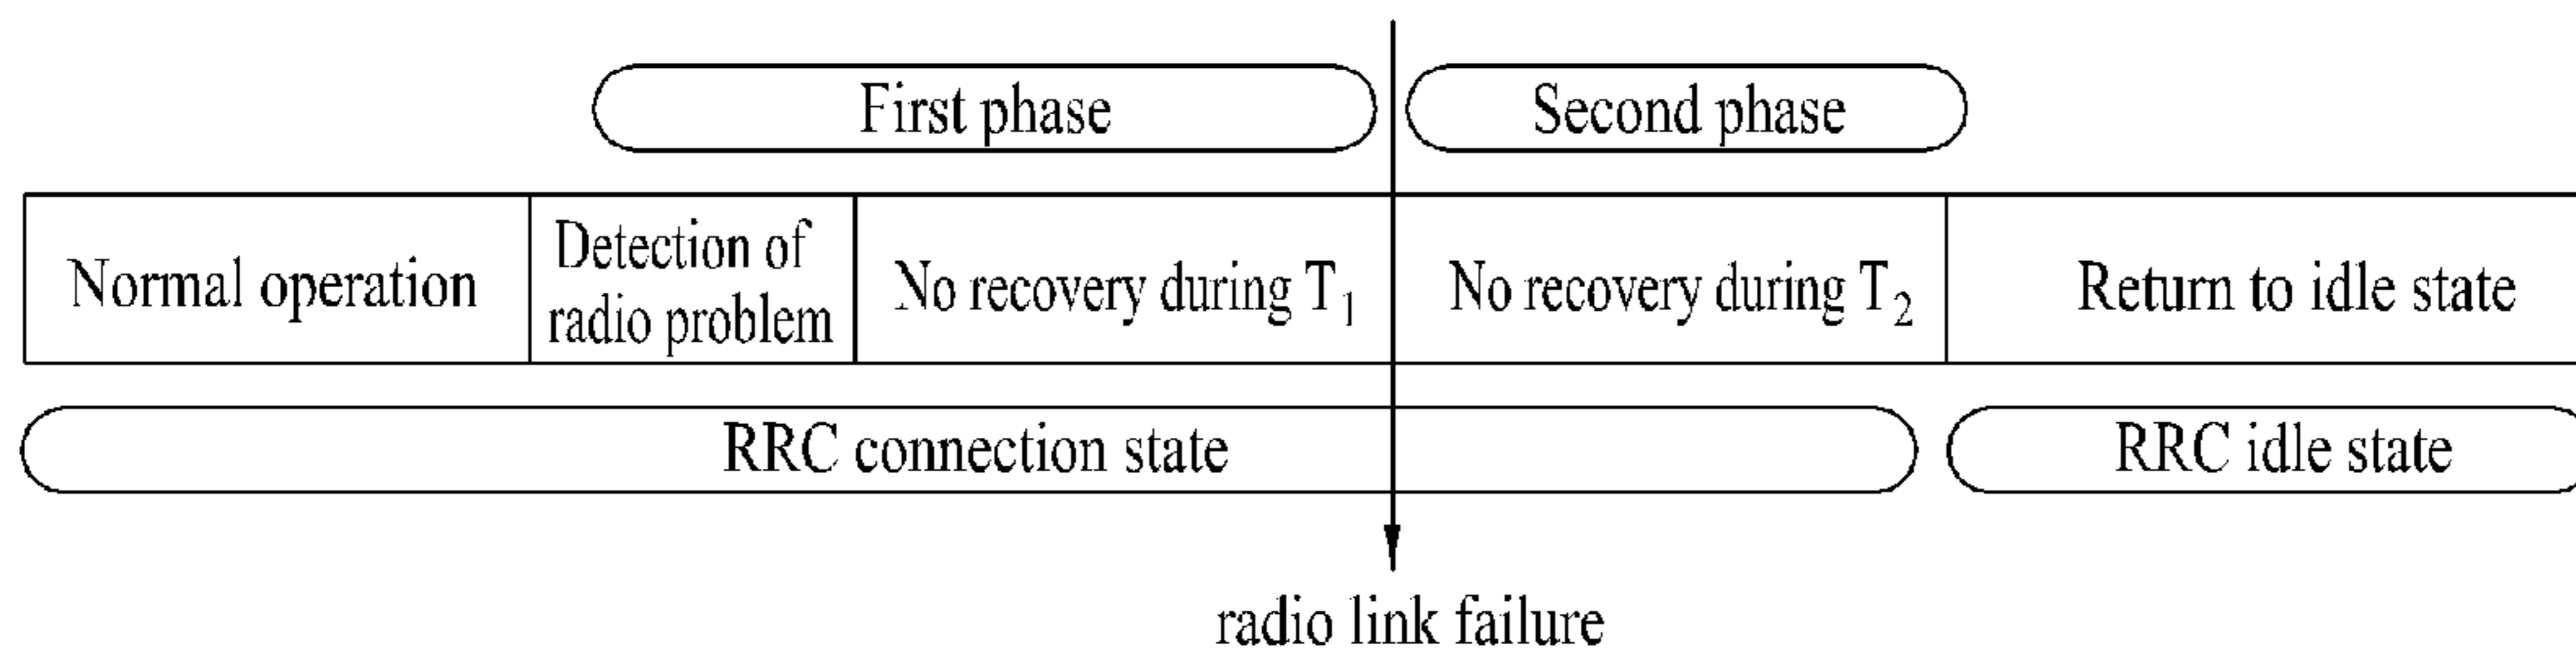 First phase
Second phase
Normal operation
Detection of
radio problem
No recovery during T₁
No recovery during T₂
Return to idle state
RRC connection state
RRC idle state
radio link failure